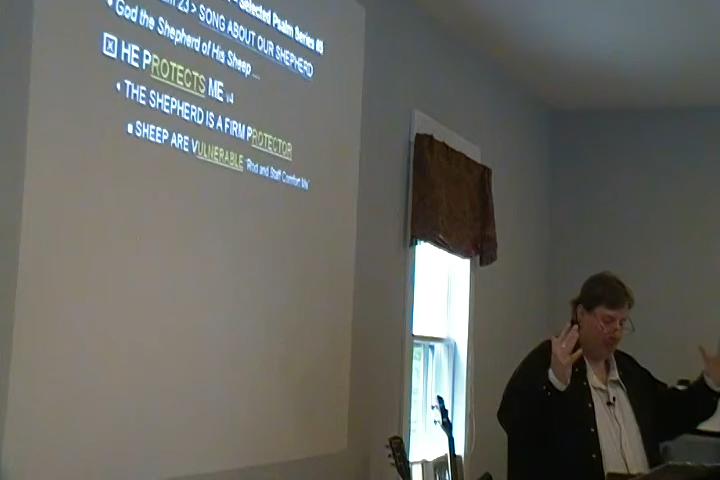 Selected Psalm Series
23 > SONG ABOUT OUR SHEPHERD
God the Shepherd of His Sheep ...
HE PROTECTS ME v4
• THE SHEPHERD IS A FIRM PROTECTOR
SHEEP ARE VULNERABLE "Rod and Staff Comfort Me"